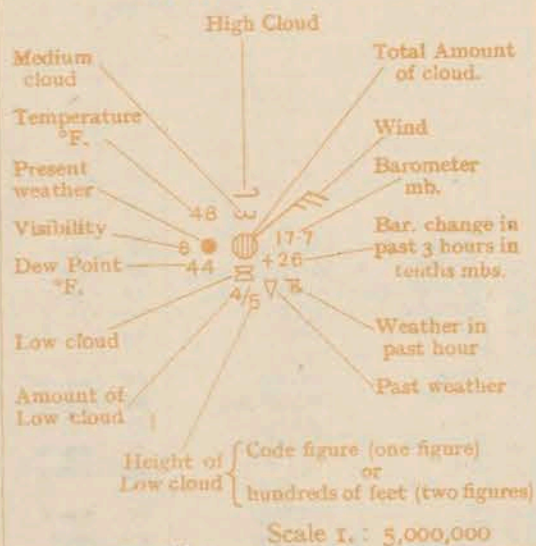 High Cloud
Medium
cloud
Total Amount
of cloud.
Temperature
°F.
Wind
Present
weather
Barometer
mb.
48
Visibility
8
17·7
Bar. change in
past 3 hours in
tenths mbs.
Dew Point
°F.
44
+26
4/5
Low cloud
Weather in
past hour
Past weather
Amount of
Low cloud
Height of
Low cloud
Code figure (one figure)
or
hundreds of feet (two figures)
Scale 1. : 5,000,000